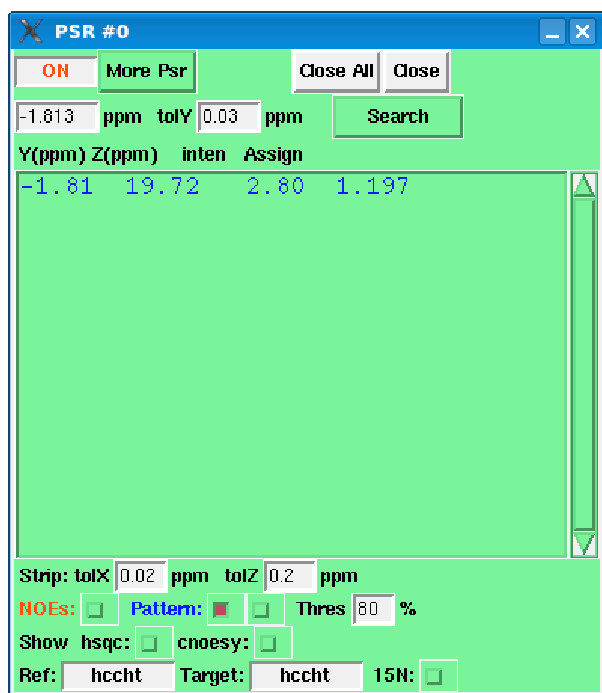 PSR #0
ON More Psr Close All Close
-1.813 ppm tolY 0.03 ppm Search
Y(ppm) Z(ppm) inten Assign
-1.81 19.72 2.80 1.197
Strip: tolX 0.02 ppm tolZ 0.2 ppm
NOEs: Pattern: Thres 80 %
Show hsqc: cnoesy:
Ref: hccht Target: hccht 15N: